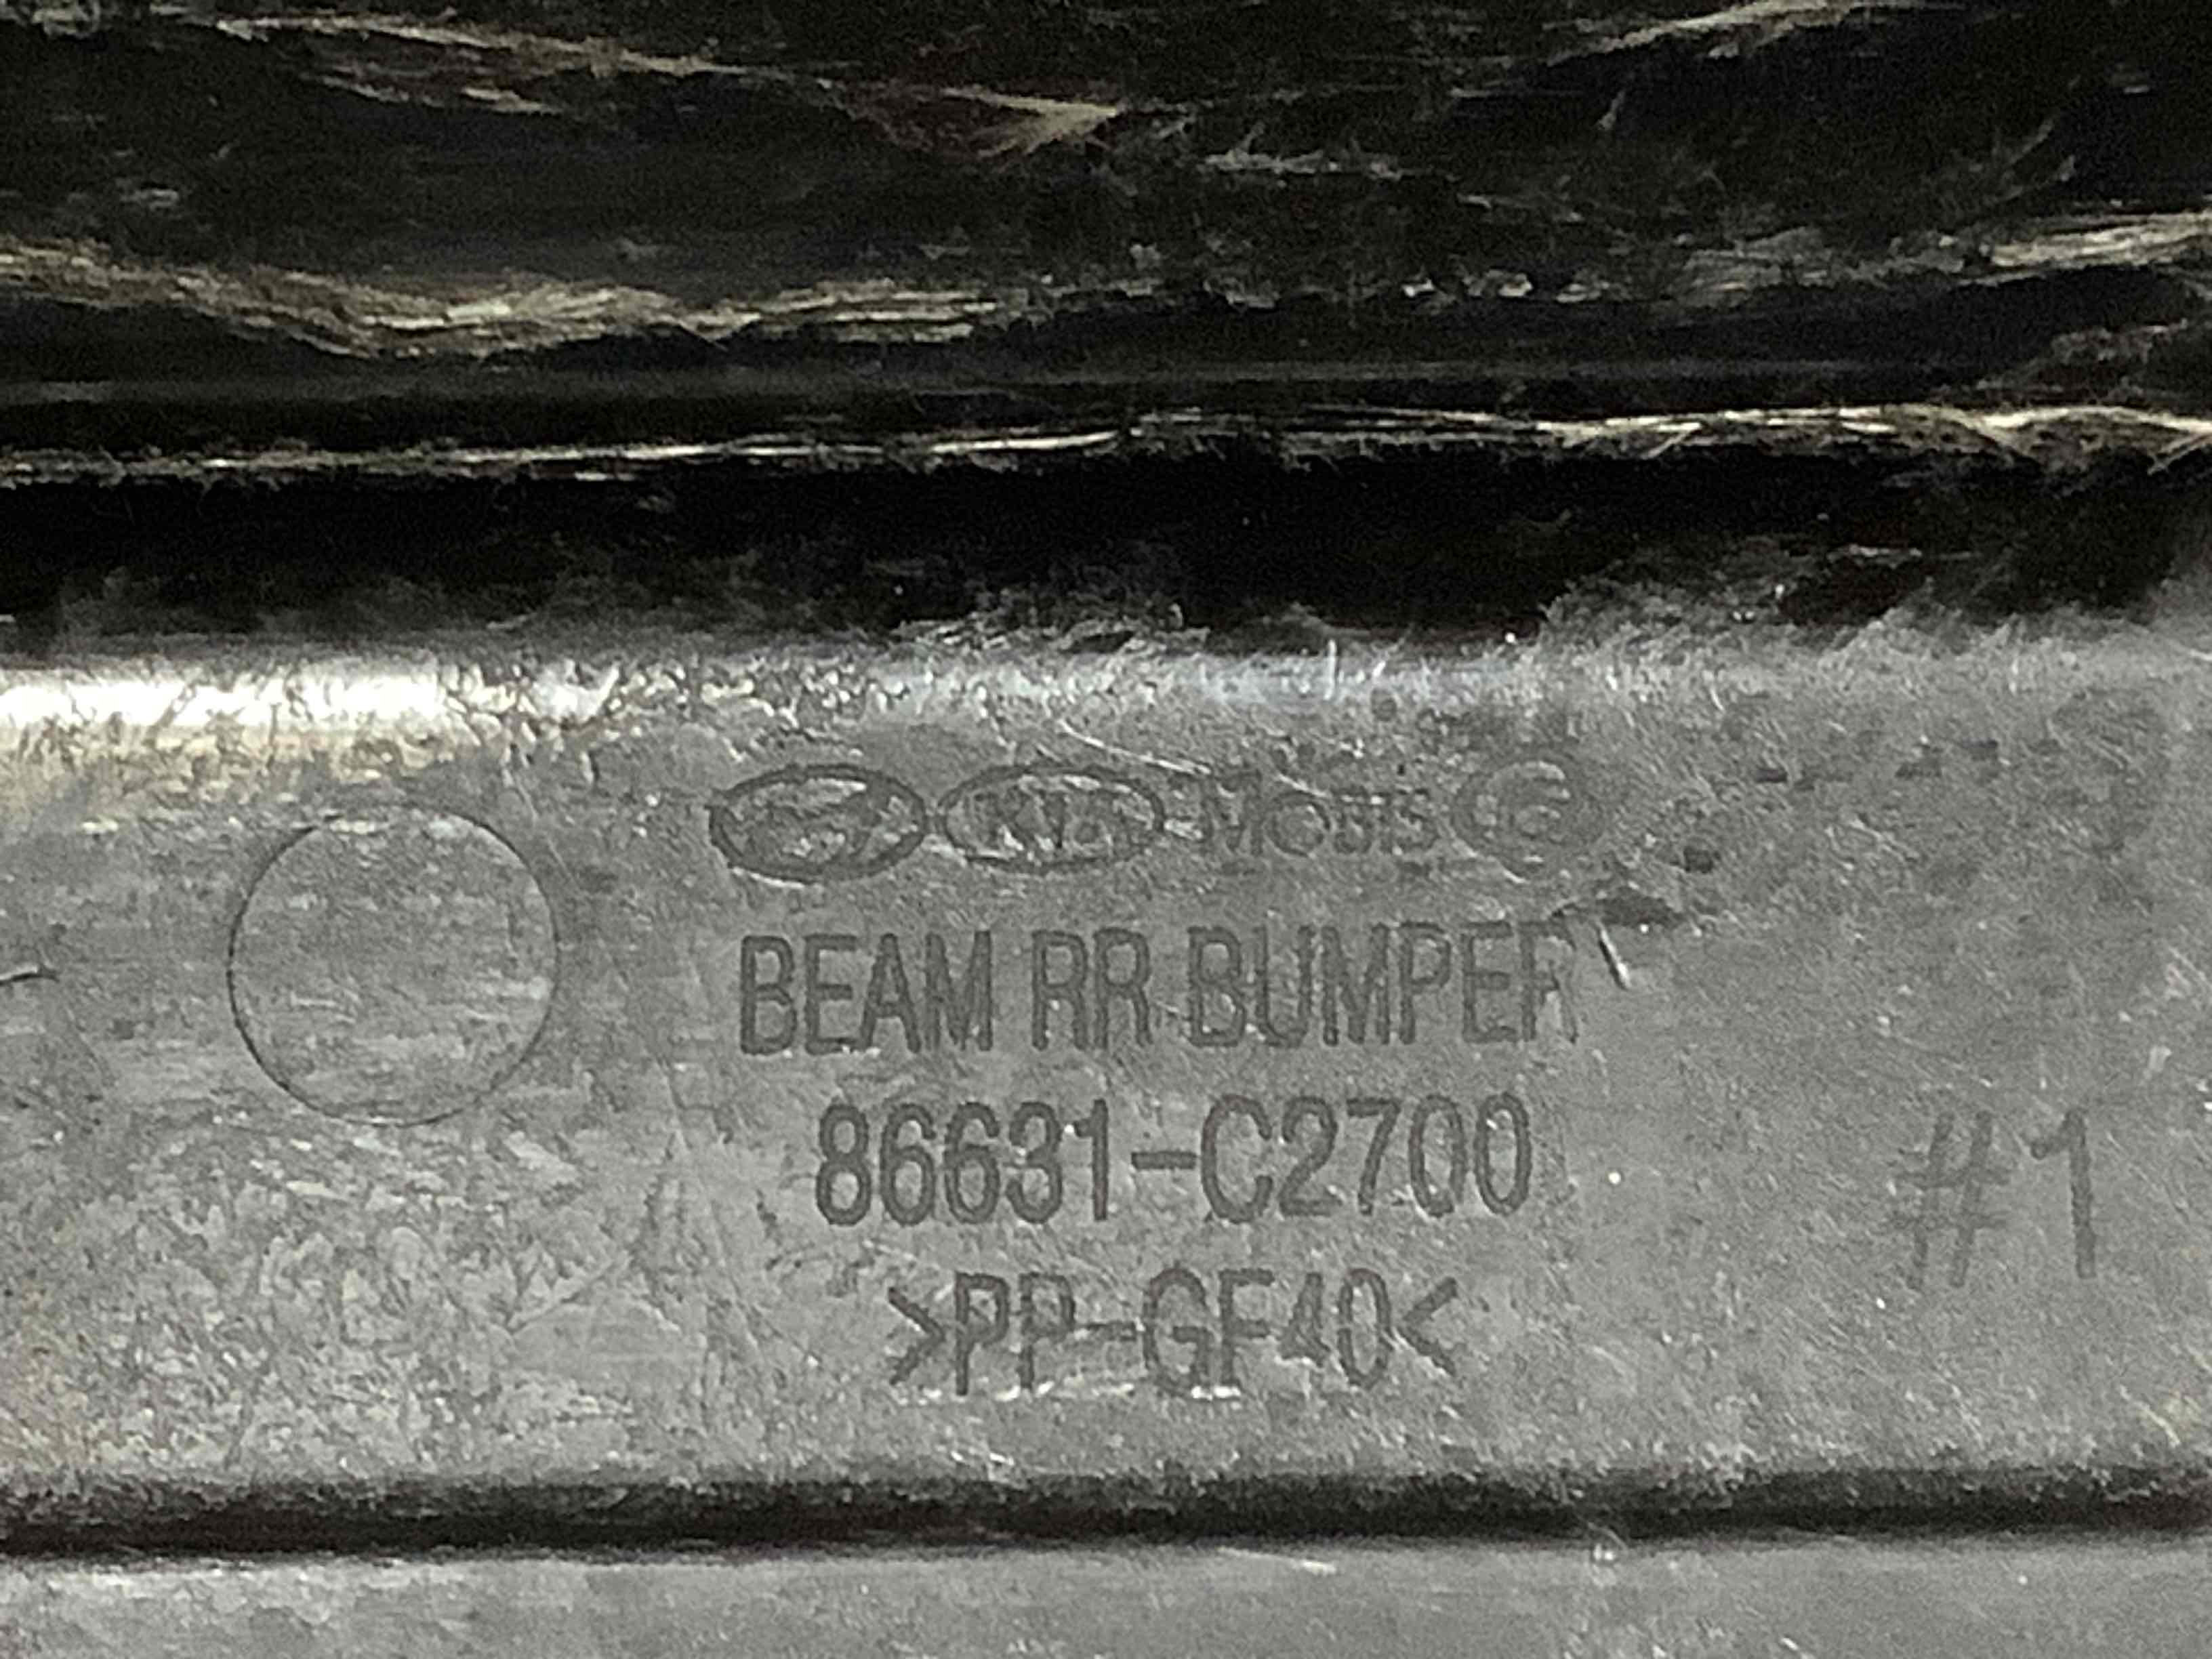 KIA MOBIS
BEAM RR BUMPER
86631-C2700
>PP-GF40<
#1